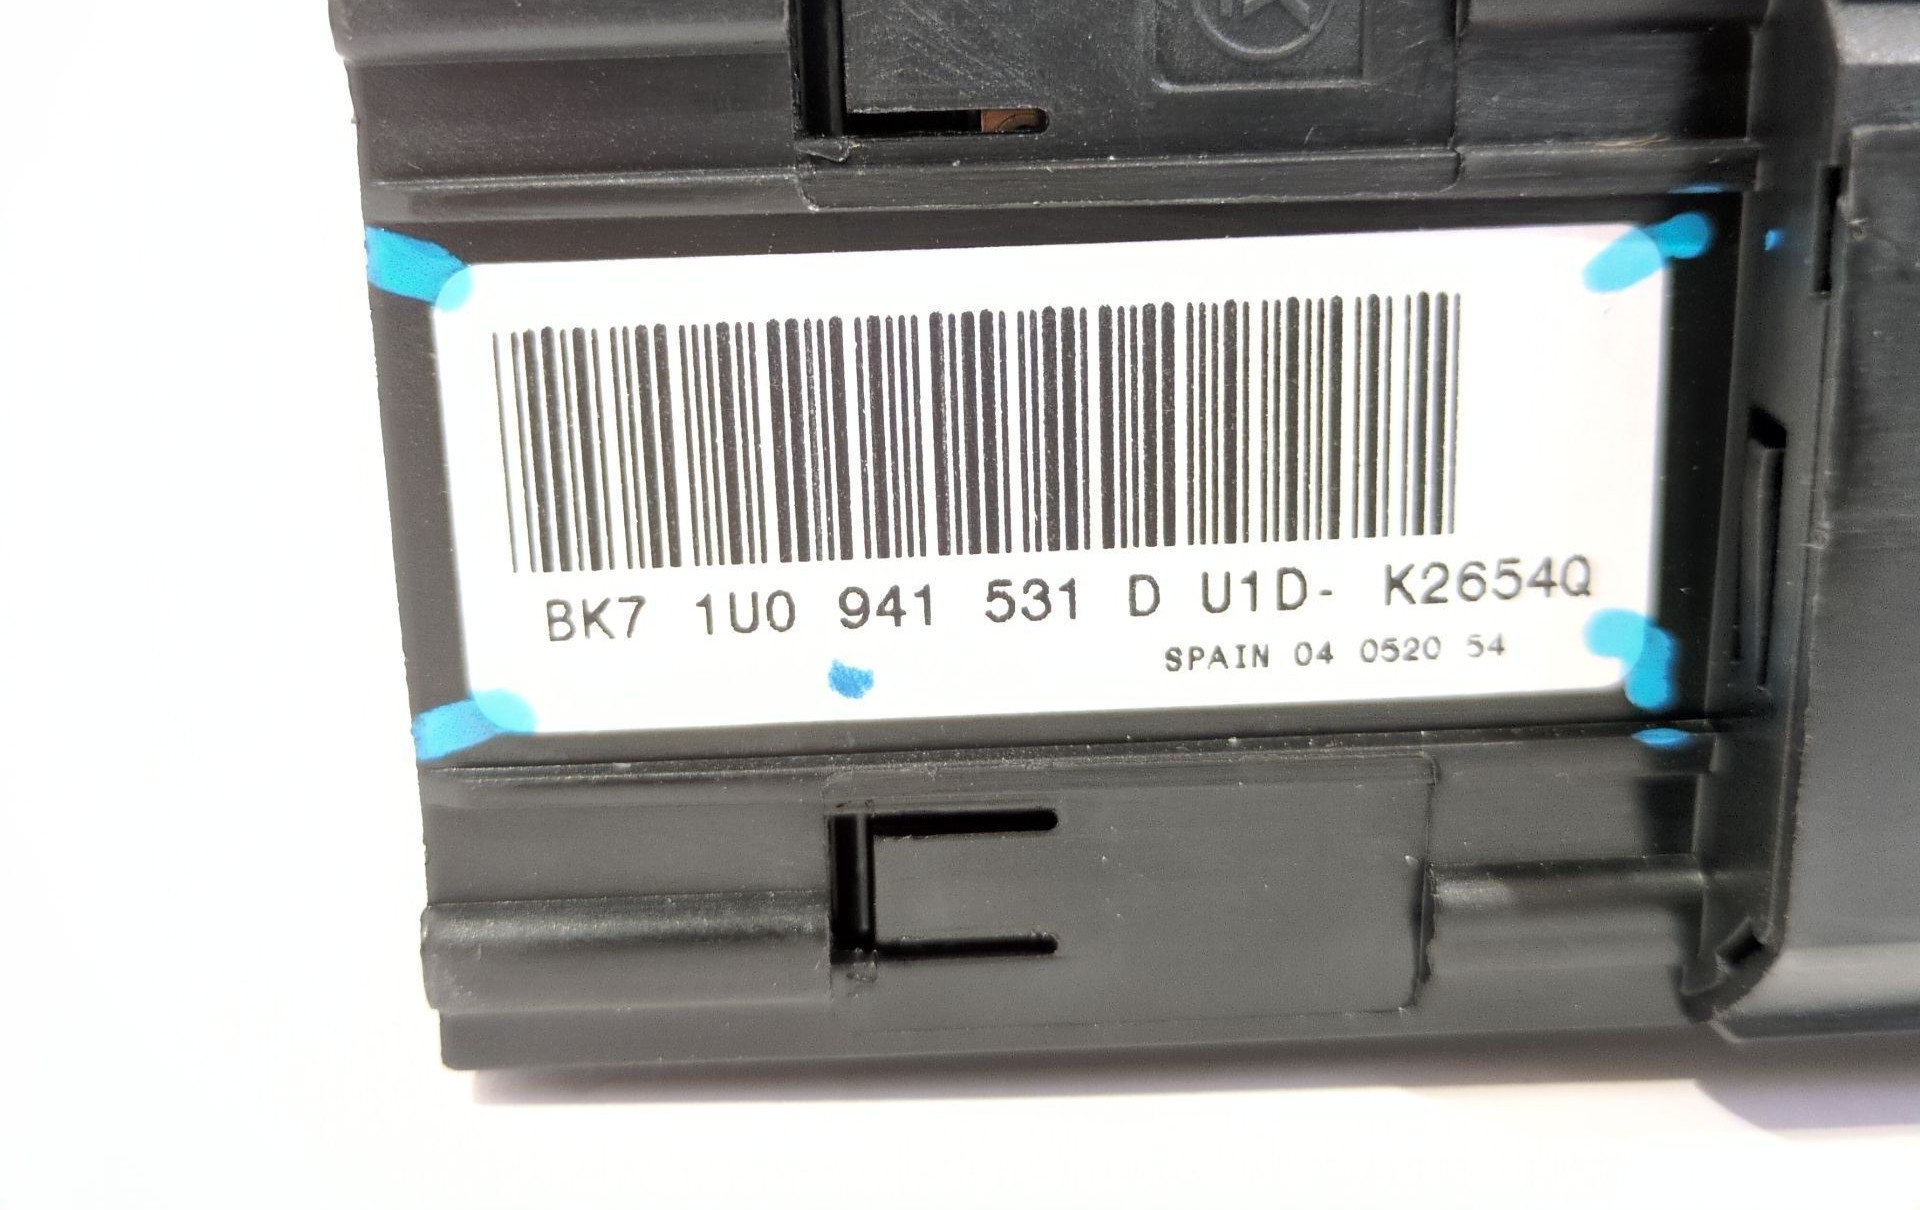 BK7 1U0 941 531 D U1D- K2654Q
SPAIN 04 0520 54